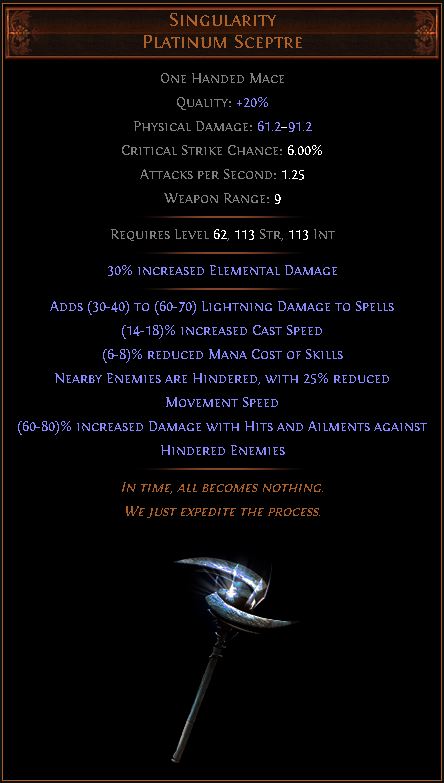 Singularity
Platinum Sceptre
One Handed Mace
Quality: +20%
Physical Damage: 61.2–91.2
Critical Strike Chance: 6.00%
Attacks per Second: 1.25
Weapon Range: 9
Requires Level 62, 113 Str, 113 Int
30% increased Elemental Damage
Adds (30-40) to (60-70) Lightning Damage to Spells
(14-18)% increased Cast Speed
(6-8)% reduced Mana Cost of Skills
Nearby Enemies are Hindered, with 25% reduced
Movement Speed
(60-80)% increased Damage with Hits and Ailments against
Hindered Enemies
In time, all becomes nothing.
We just expedite the process.